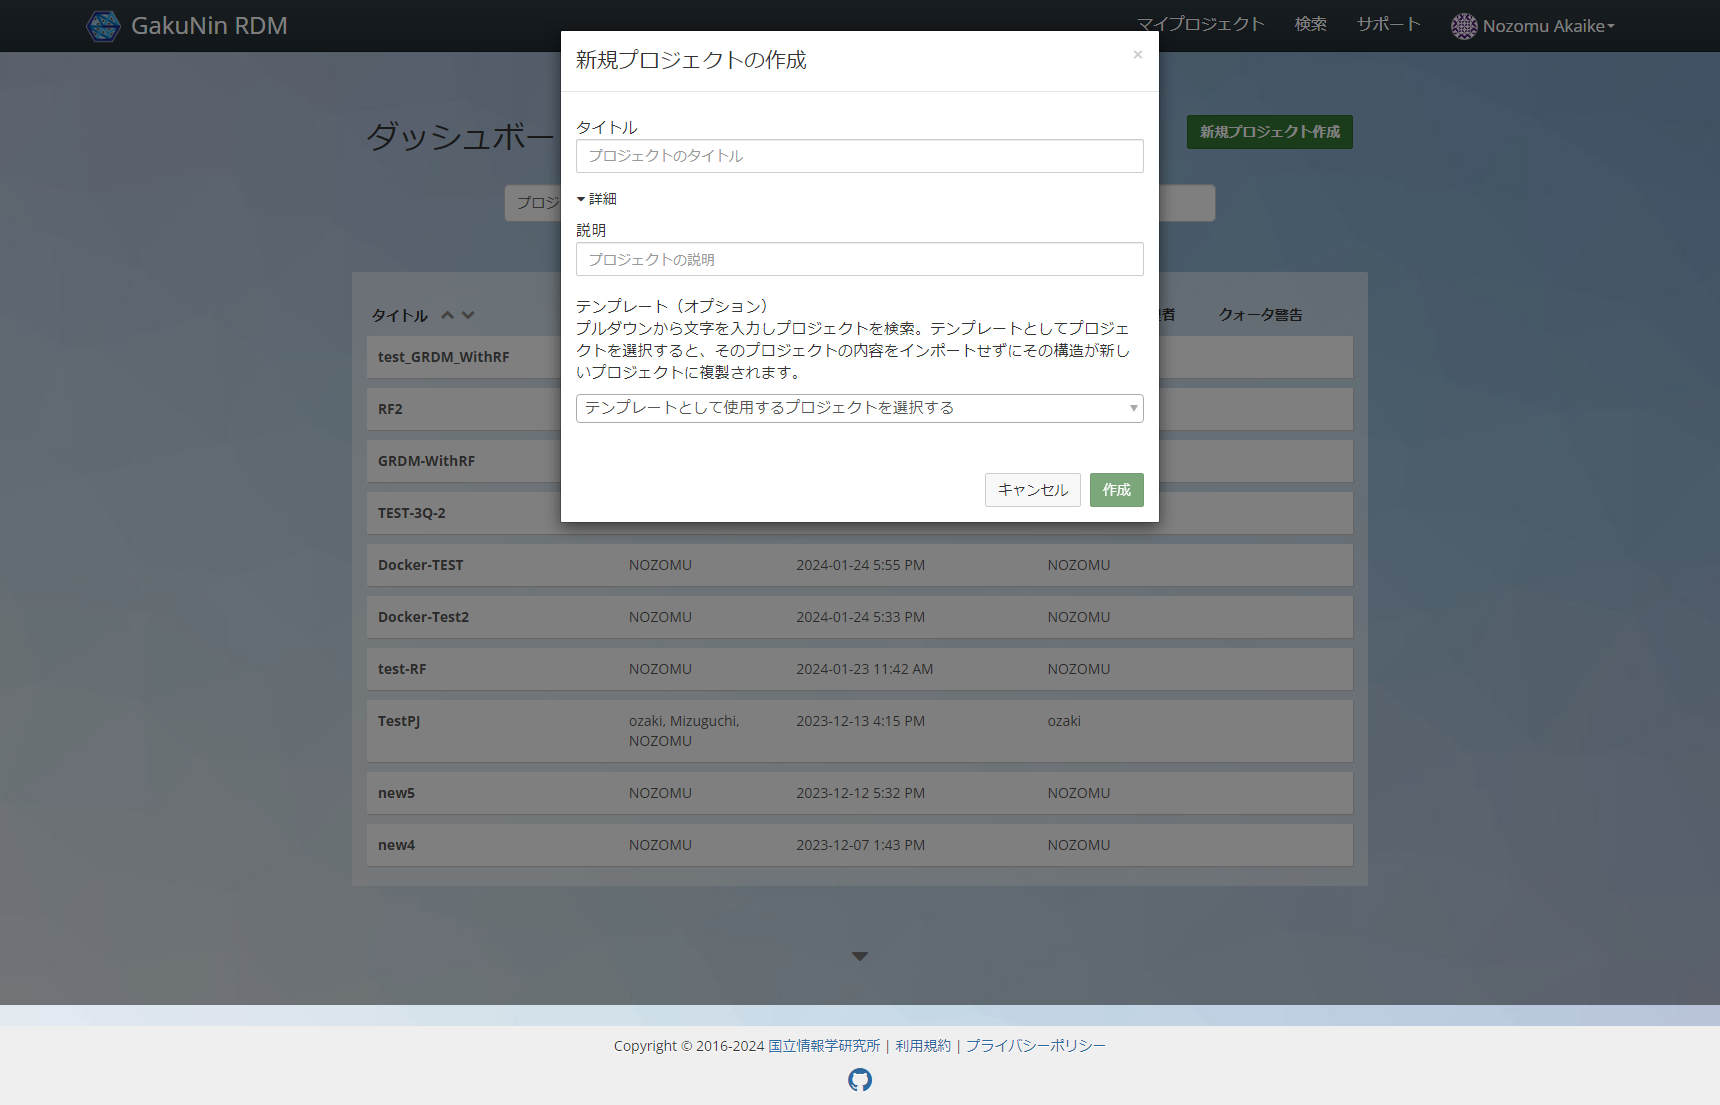 GakuNin RDM
マイプロジェクト 検索 サポート Nozomu Akaike
新規プロジェクトの作成
×
ダッシュボー
新規プロジェクト作成
タイトル
プロジェクトのタイトル
詳細
プロジ
説明
プロジェクトの説明
テンプレート（オプション）
プルダウンから文字を入力しプロジェクトを検索。テンプレートとしてプロジェ
クトを選択すると、そのプロジェクトの内容をインポートせずにその構造が新し
いプロジェクトに複製されます。
テンプレートとして使用するプロジェクトを選択する
キャンセル 作成
タイトル 者 クォータ警告
test_GRDM_WithRF
RF2
GRDM-WithRF
TEST-3Q-2
Docker-TEST NOZOMU 2024-01-24 5:55 PM NOZOMU
Docker-Test2 NOZOMU 2024-01-24 5:33 PM NOZOMU
test-RF NOZOMU 2024-01-23 11:42 AM NOZOMU
TestPJ ozaki, Mizuguchi, 2023-12-13 4:15 PM ozaki
NOZOMU
new5 NOZOMU 2023-12-12 5:32 PM NOZOMU
new4 NOZOMU 2023-12-07 1:43 PM NOZOMU
Copyright © 2016-2024 国立情報学研究所 | 利用規約 | プライバシーポリシー